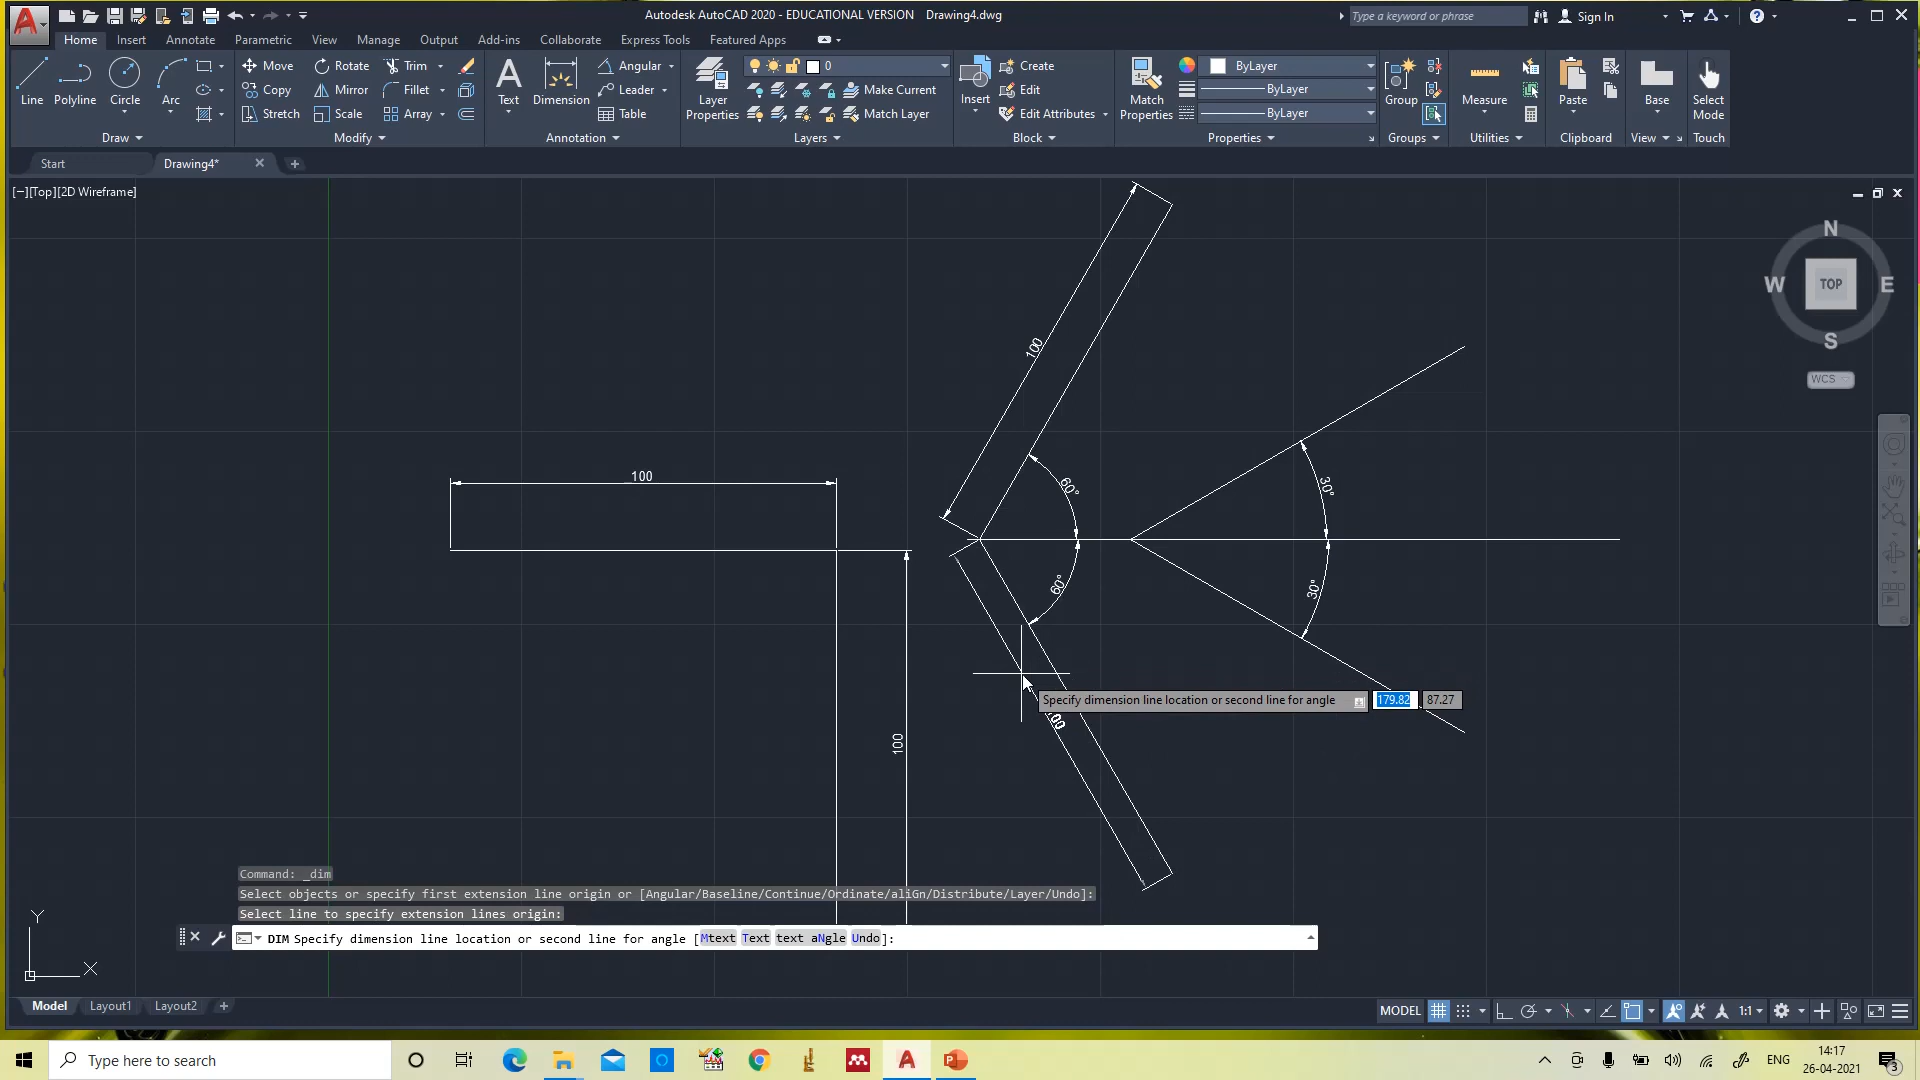 Autodesk AutoCAD 2020 - EDUCATIONAL VERSION Drawing4.dwg
Type a keyword or phrase
Sign In
Home Insert Annotate Parametric View Manage Output Add-ins Collaborate Express Tools Featured Apps
Line Polyline Circle Arc
Draw
Move Rotate Trim
Copy Mirror Fillet
Stretch Scale Array
Modify
Text Dimension
Angular
Leader
Table
Annotation
Layer Properties
0
Make Current
Match Layer
Layers
Insert
Create
Edit
Edit Attributes
Block
Match Properties
ByLayer
ByLayer
ByLayer
Properties
Group
Groups
Measure
Utilities
Paste
Clipboard
Base
View
Select Mode
Touch
Start Drawing4*
[−][Top][2D Wireframe]
N
W TOP E
S
WCS
100
100
60°
30°
60°
30°
100
Specify dimension line location or second line for angle 179.82 87.27
Command: _dim
Select objects or specify first extension line origin or [Angular/Baseline/Continue/Ordinate/aliGn/Distribute/Layer/Undo]:
Select line to specify extension lines origin:
DIM Specify dimension line location or second line for angle [Mtext Text text aNgle Undo]:
Y
X
Model Layout1 Layout2
MODEL 1:1
Type here to search
ENG
14:17
26-04-2021
3